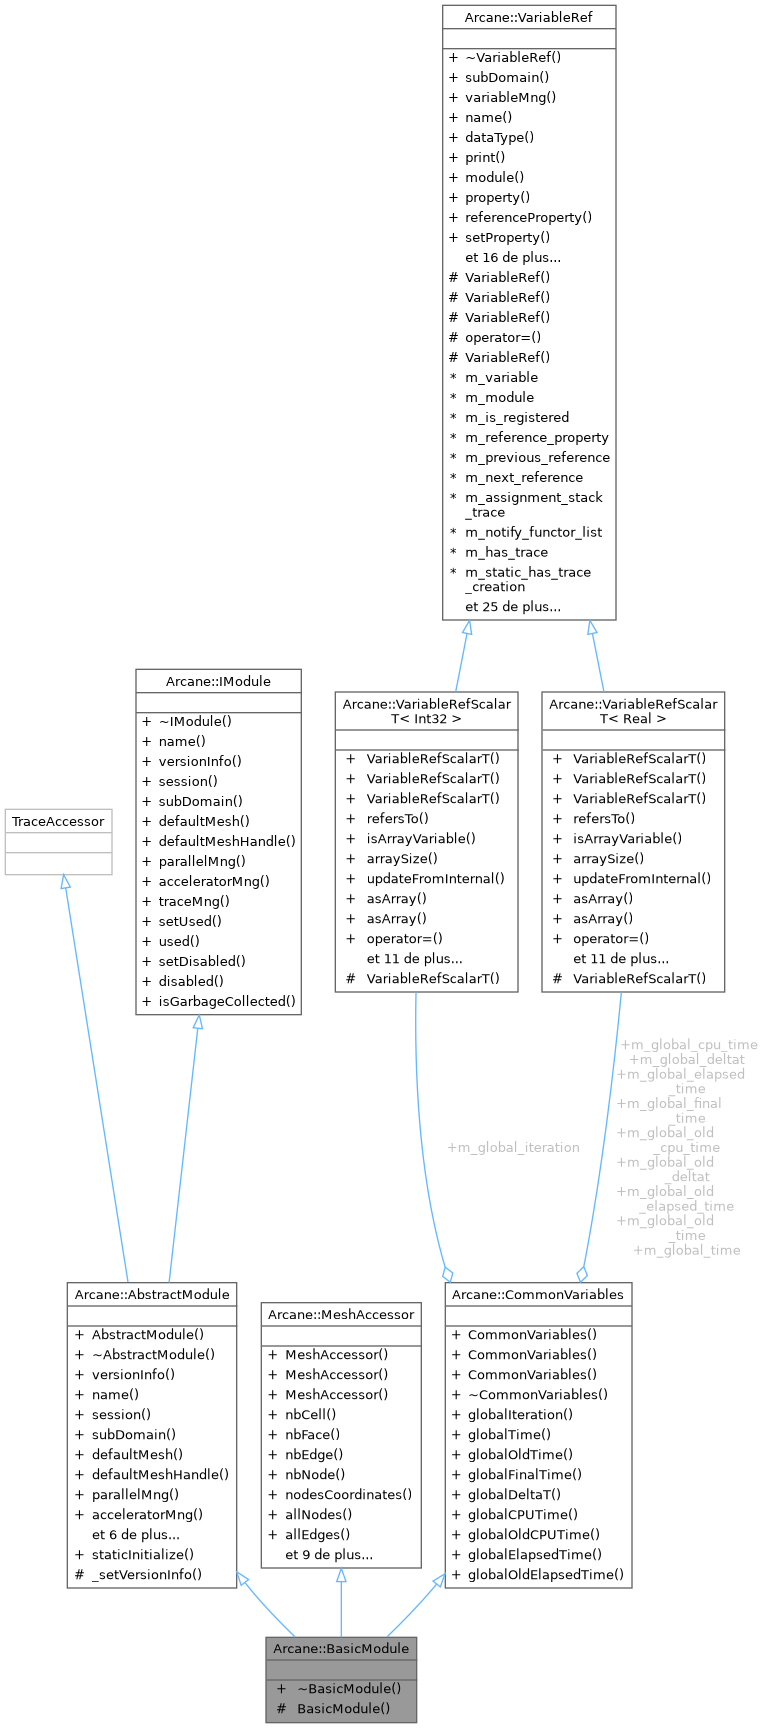 Arcane::VariableRef
+ ~VariableRef()
+ subDomain()
+ variableMng()
+ name()
+ dataType()
+ print()
+ module()
+ property()
+ referenceProperty()
+ setProperty()
et 16 de plus...
# VariableRef()
# VariableRef()
# VariableRef()
# operator=()
# VariableRef()
* m_variable
* m_module
* m_is_registered
* m_reference_property
* m_previous_reference
* m_next_reference
* m_assignment_stack
_trace
* m_notify_functor_list
* m_has_trace
* m_static_has_trace
_creation
et 25 de plus...
Arcane::IModule
+ ~IModule()
+ name()
+ versionInfo()
+ session()
+ subDomain()
+ defaultMesh()
+ defaultMeshHandle()
+ parallelMng()
+ acceleratorMng()
+ traceMng()
+ setUsed()
+ used()
+ setDisabled()
+ disabled()
+ isGarbageCollected()
Arcane::VariableRefScalar
T< Int32 >
+ VariableRefScalarT()
+ VariableRefScalarT()
+ VariableRefScalarT()
+ refersTo()
+ isArrayVariable()
+ arraySize()
+ updateFromInternal()
+ asArray()
+ asArray()
+ operator=()
et 11 de plus...
# VariableRefScalarT()
Arcane::VariableRefScalar
T< Real >
+ VariableRefScalarT()
+ VariableRefScalarT()
+ VariableRefScalarT()
+ refersTo()
+ isArrayVariable()
+ arraySize()
+ updateFromInternal()
+ asArray()
+ asArray()
+ operator=()
et 11 de plus...
# VariableRefScalarT()
TraceAccessor
+m_global_iteration
+m_global_cpu_time
+m_global_deltat
+m_global_elapsed
_time
+m_global_final
_time
+m_global_old
_cpu_time
+m_global_old
_deltat
+m_global_old
_elapsed_time
+m_global_old
_time
+m_global_time
Arcane::AbstractModule
+ AbstractModule()
+ ~AbstractModule()
+ versionInfo()
+ name()
+ session()
+ subDomain()
+ defaultMesh()
+ defaultMeshHandle()
+ parallelMng()
+ acceleratorMng()
et 6 de plus...
+ staticInitialize()
# _setVersionInfo()
Arcane::MeshAccessor
+ MeshAccessor()
+ MeshAccessor()
+ MeshAccessor()
+ nbCell()
+ nbFace()
+ nbEdge()
+ nbNode()
+ nodesCoordinates()
+ allNodes()
+ allEdges()
et 9 de plus...
Arcane::CommonVariables
+ CommonVariables()
+ CommonVariables()
+ CommonVariables()
+ ~CommonVariables()
+ globalIteration()
+ globalTime()
+ globalOldTime()
+ globalFinalTime()
+ globalDeltaT()
+ globalCPUTime()
+ globalOldCPUTime()
+ globalElapsedTime()
+ globalOldElapsedTime()
Arcane::BasicModule
+ ~BasicModule()
# BasicModule()